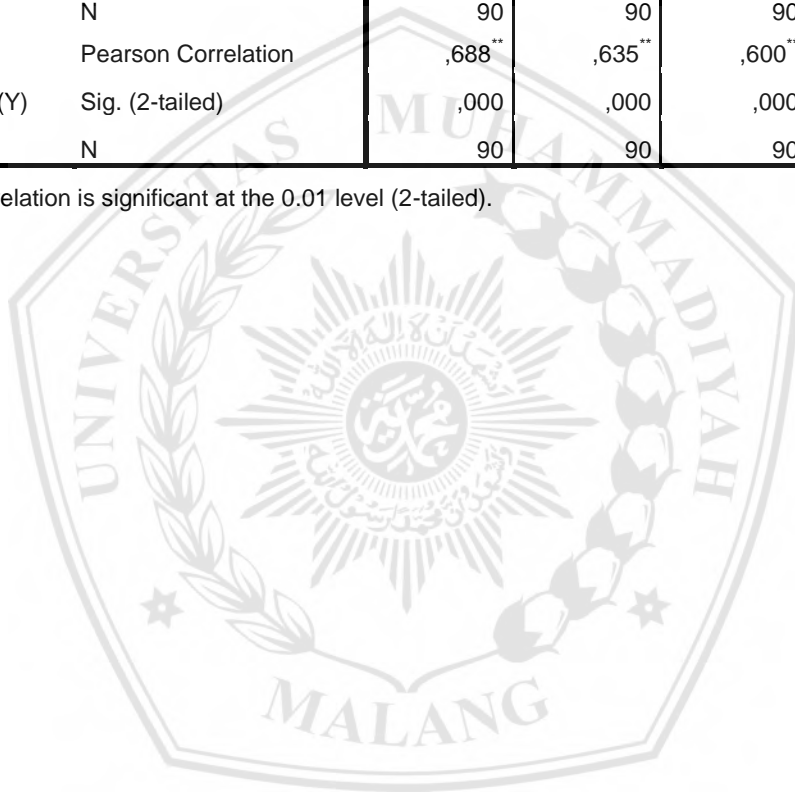 N 90 90 90
Pearson Correlation ,688** ,635** ,600**
(Y) Sig. (2-tailed) ,000 ,000 ,000
N 90 90 90
elation is significant at the 0.01 level (2-tailed).
UNIVERSITAS MUHAMMADIYAH
MALANG